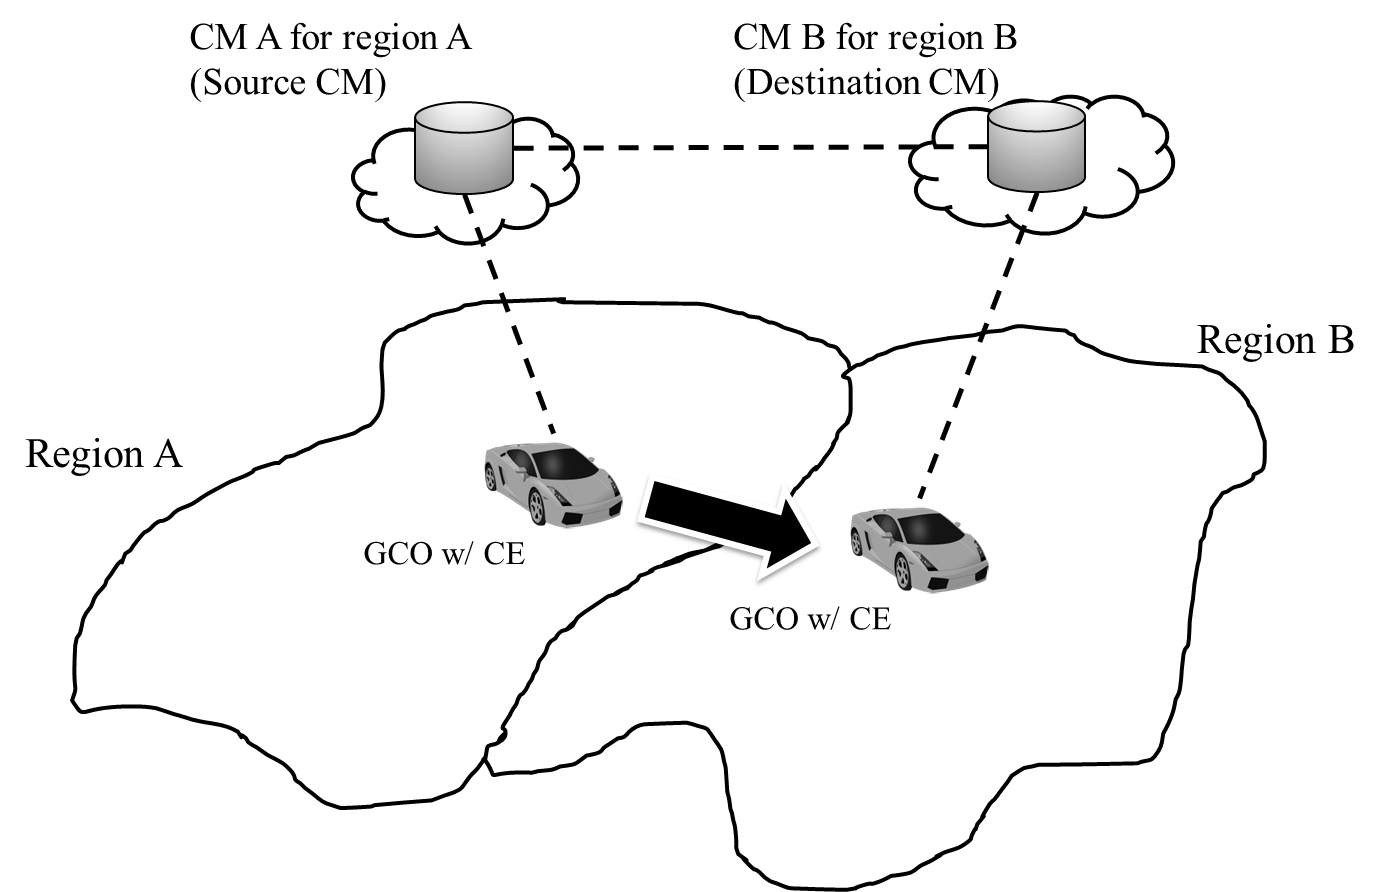 CM A for region A
(Source CM)
CM B for region B
(Destination CM)
Region B
Region A
GCO w/ CE
GCO w/ CE